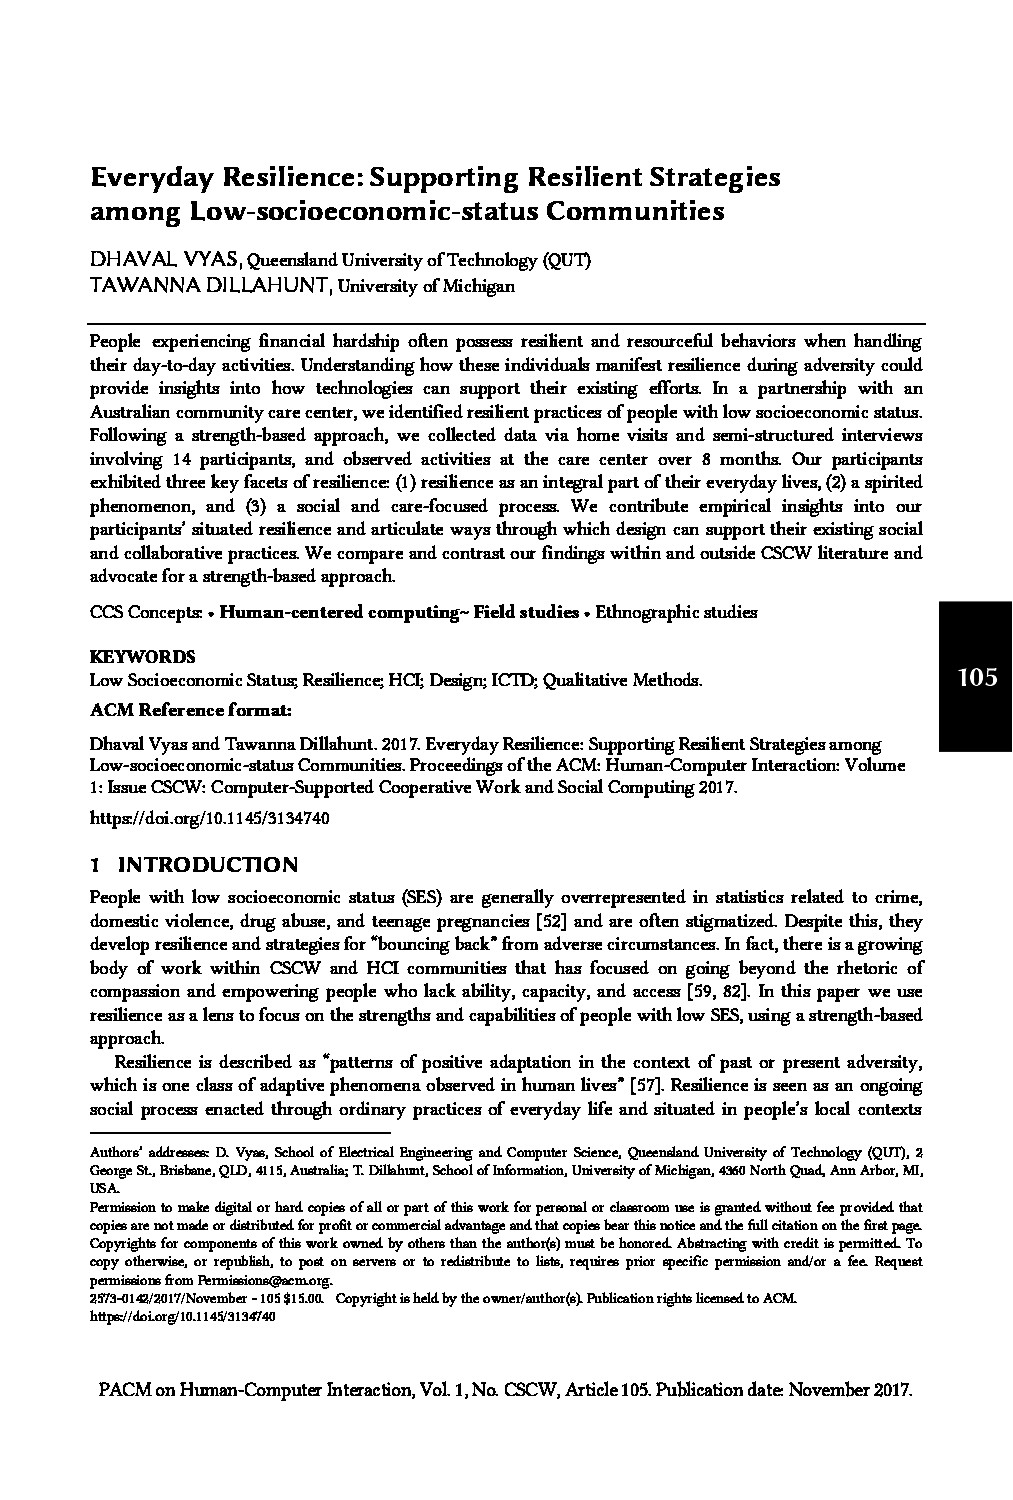 Everyday Resilience: Supporting Resilient Strategies
among Low-socioeconomic-status Communities
DHAVAL VYAS, Queensland University of Technology (QUT)
TAWANNA DILLAHUNT, University of Michigan
People experiencing financial hardship often possess resilient and resourceful behaviors when handling
their day-to-day activities. Understanding how these individuals manifest resilience during adversity could
provide insights into how technologies can support their existing efforts. In a partnership with an
Australian community care center, we identified resilient practices of people with low socioeconomic status.
Following a strength-based approach, we collected data via home visits and semi-structured interviews
involving 14 participants, and observed activities at the care center over 8 months. Our participants
exhibited three key facets of resilience: (1) resilience as an integral part of their everyday lives, (2) a spirited
phenomenon, and (3) a social and care-focused process. We contribute empirical insights into our
participants' situated resilience and articulate ways through which design can support their existing social
and collaborative practices. We compare and contrast our findings within and outside CSCW literature and
advocate for a strength-based approach.
CCS Concepts: • Human-centered computing~ Field studies • Ethnographic studies
KEYWORDS
Low Socioeconomic Status; Resilience; HCI; Design; ICTD; Qualitative Methods.
ACM Reference format:
Dhaval Vyas and Tawanna Dillahunt. 2017. Everyday Resilience: Supporting Resilient Strategies among
Low-socioeconomic-status Communities. Proceedings of the ACM: Human-Computer Interaction: Volume
1: Issue CSCW: Computer-Supported Cooperative Work and Social Computing 2017.
https://doi.org/10.1145/3134740
105
1 INTRODUCTION
People with low socioeconomic status (SES) are generally overrepresented in statistics related to crime,
domestic violence, drug abuse, and teenage pregnancies [52] and are often stigmatized. Despite this, they
develop resilience and strategies for “bouncing back” from adverse circumstances. In fact, there is a growing
body of work within CSCW and HCI communities that has focused on going beyond the rhetoric of
compassion and empowering people who lack ability, capacity, and access [59, 82]. In this paper we use
resilience as a lens to focus on the strengths and capabilities of people with low SES, using a strength-based
approach.
Resilience is described as “patterns of positive adaptation in the context of past or present adversity,
which is one class of adaptive phenomena observed in human lives” [57]. Resilience is seen as an ongoing
social process enacted through ordinary practices of everyday life and situated in people's local contexts
Authors' addresses: D. Vyas, School of Electrical Engineering and Computer Science, Queensland University of Technology (QUT), 2
George St., Brisbane, QLD, 4115, Australia; T. Dillahunt, School of Information, University of Michigan, 4360 North Quad, Ann Arbor, MI,
USA.
Permission to make digital or hard copies of all or part of this work for personal or classroom use is granted without fee provided that
copies are not made or distributed for profit or commercial advantage and that copies bear this notice and the full citation on the first page.
Copyrights for components of this work owned by others than the author(s) must be honored. Abstracting with credit is permitted. To
copy otherwise, or republish, to post on servers or to redistribute to lists, requires prior specific permission and/or a fee. Request
permissions from Permissions@acm.org.
2573-0142/2017/November - 105 $15.00. Copyright is held by the owner/author(s). Publication rights licensed to ACM.
https://doi.org/10.1145/3134740
PACM on Human-Computer Interaction, Vol. 1, No. CSCW, Article 105. Publication date: November 2017.